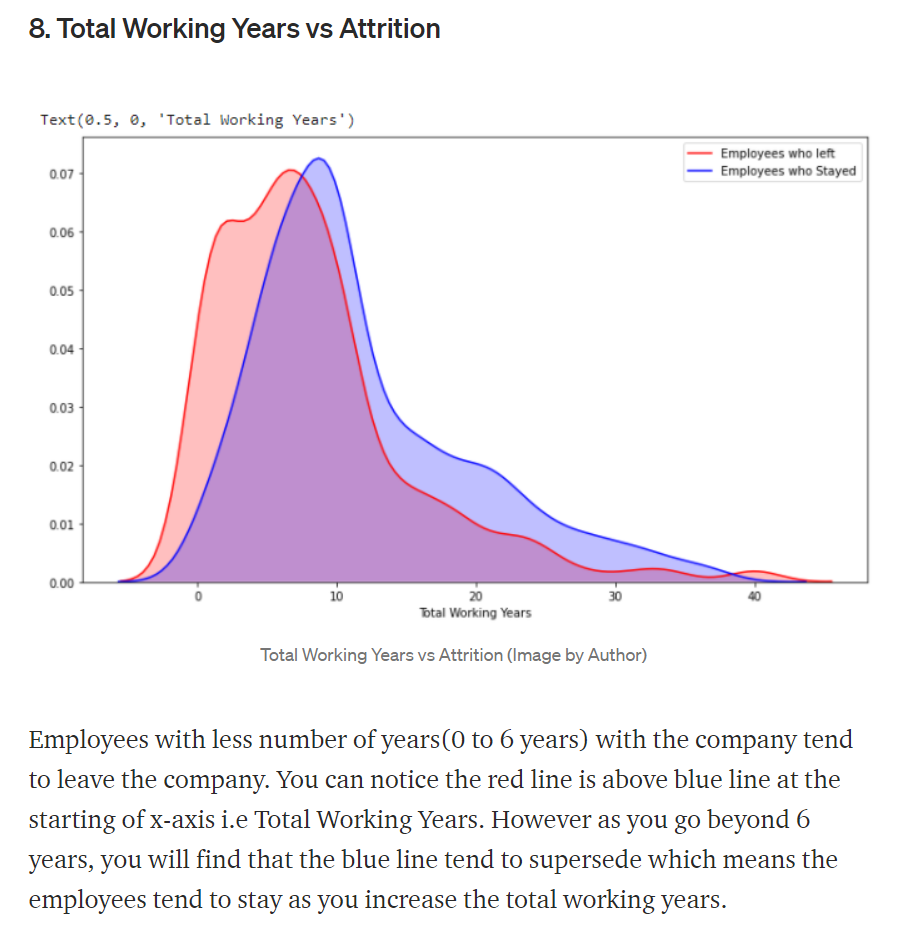 8. Total Working Years vs Attrition
Text(0.5, 0, 'Total Working Years')
Employees who left
Employees who Stayed
0.07
0.06
0.05
0.04
0.03
0.02
0.01
0.00
0 10 20 30 40
Total Working Years
Total Working Years vs Attrition (Image by Author)
Employees with less number of years(0 to 6 years) with the company tend
to leave the company. You can notice the red line is above blue line at the
starting of x-axis i.e Total Working Years. However as you go beyond 6
years, you will find that the blue line tend to supersede which means the
employees tend to stay as you increase the total working years.